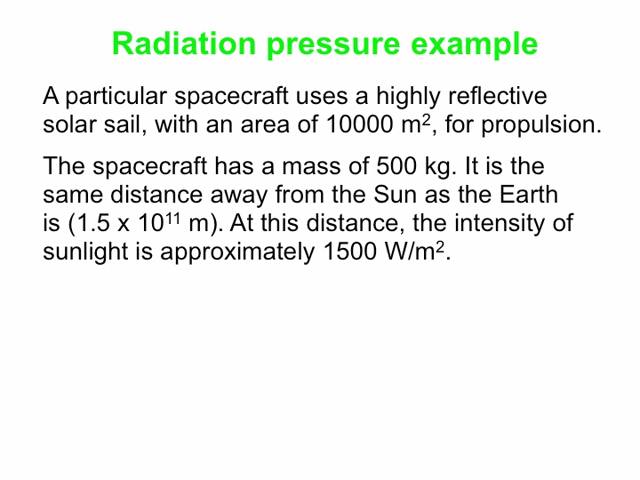 Radiation pressure example
A particular spacecraft uses a highly reflective
solar sail, with an area of 10000 m², for propulsion.
The spacecraft has a mass of 500 kg. It is the
same distance away from the Sun as the Earth
is (1.5 x 10¹¹ m). At this distance, the intensity of
sunlight is approximately 1500 W/m².